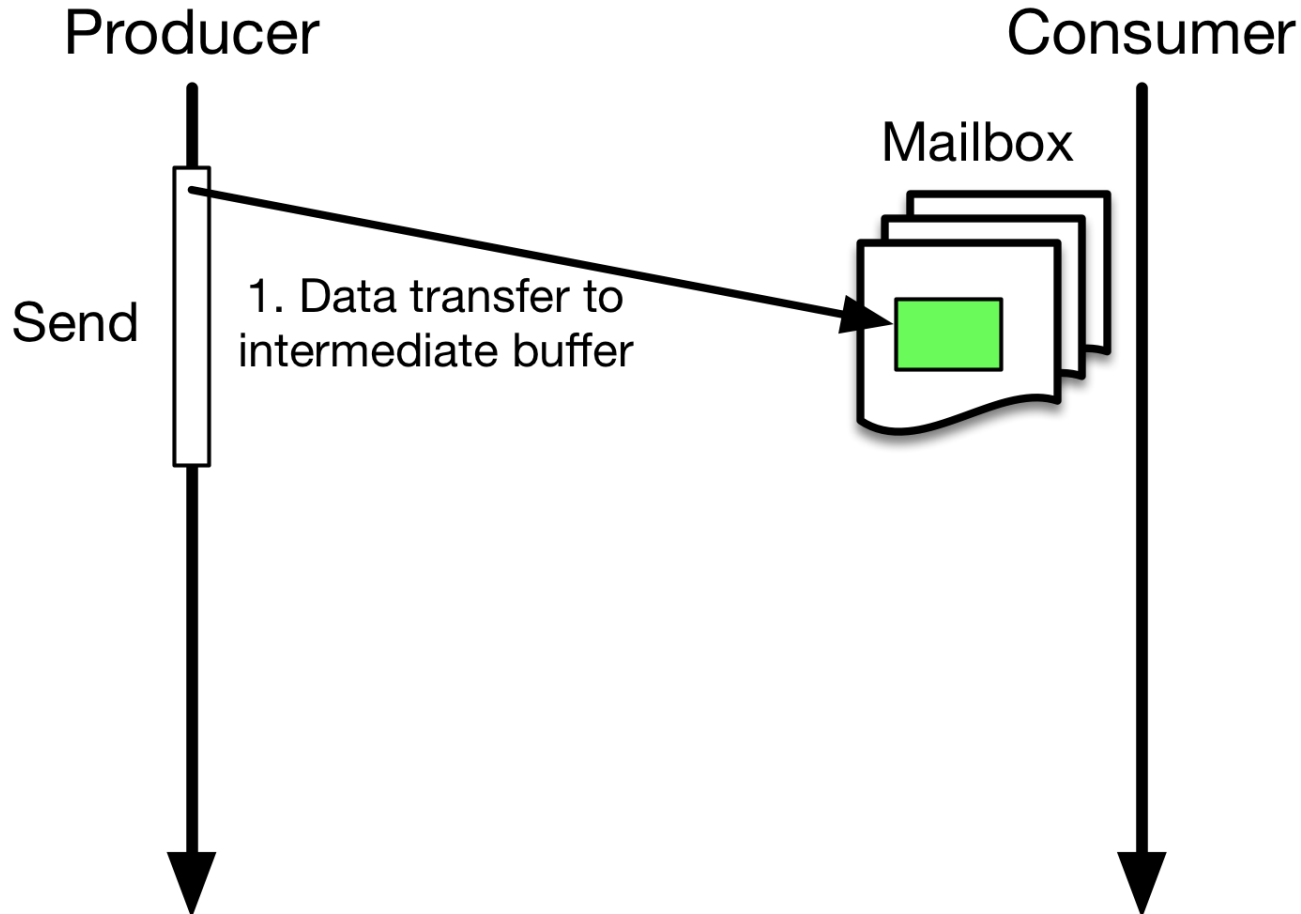 Producer
Consumer
Mailbox
Send
1. Data transfer to
intermediate buffer